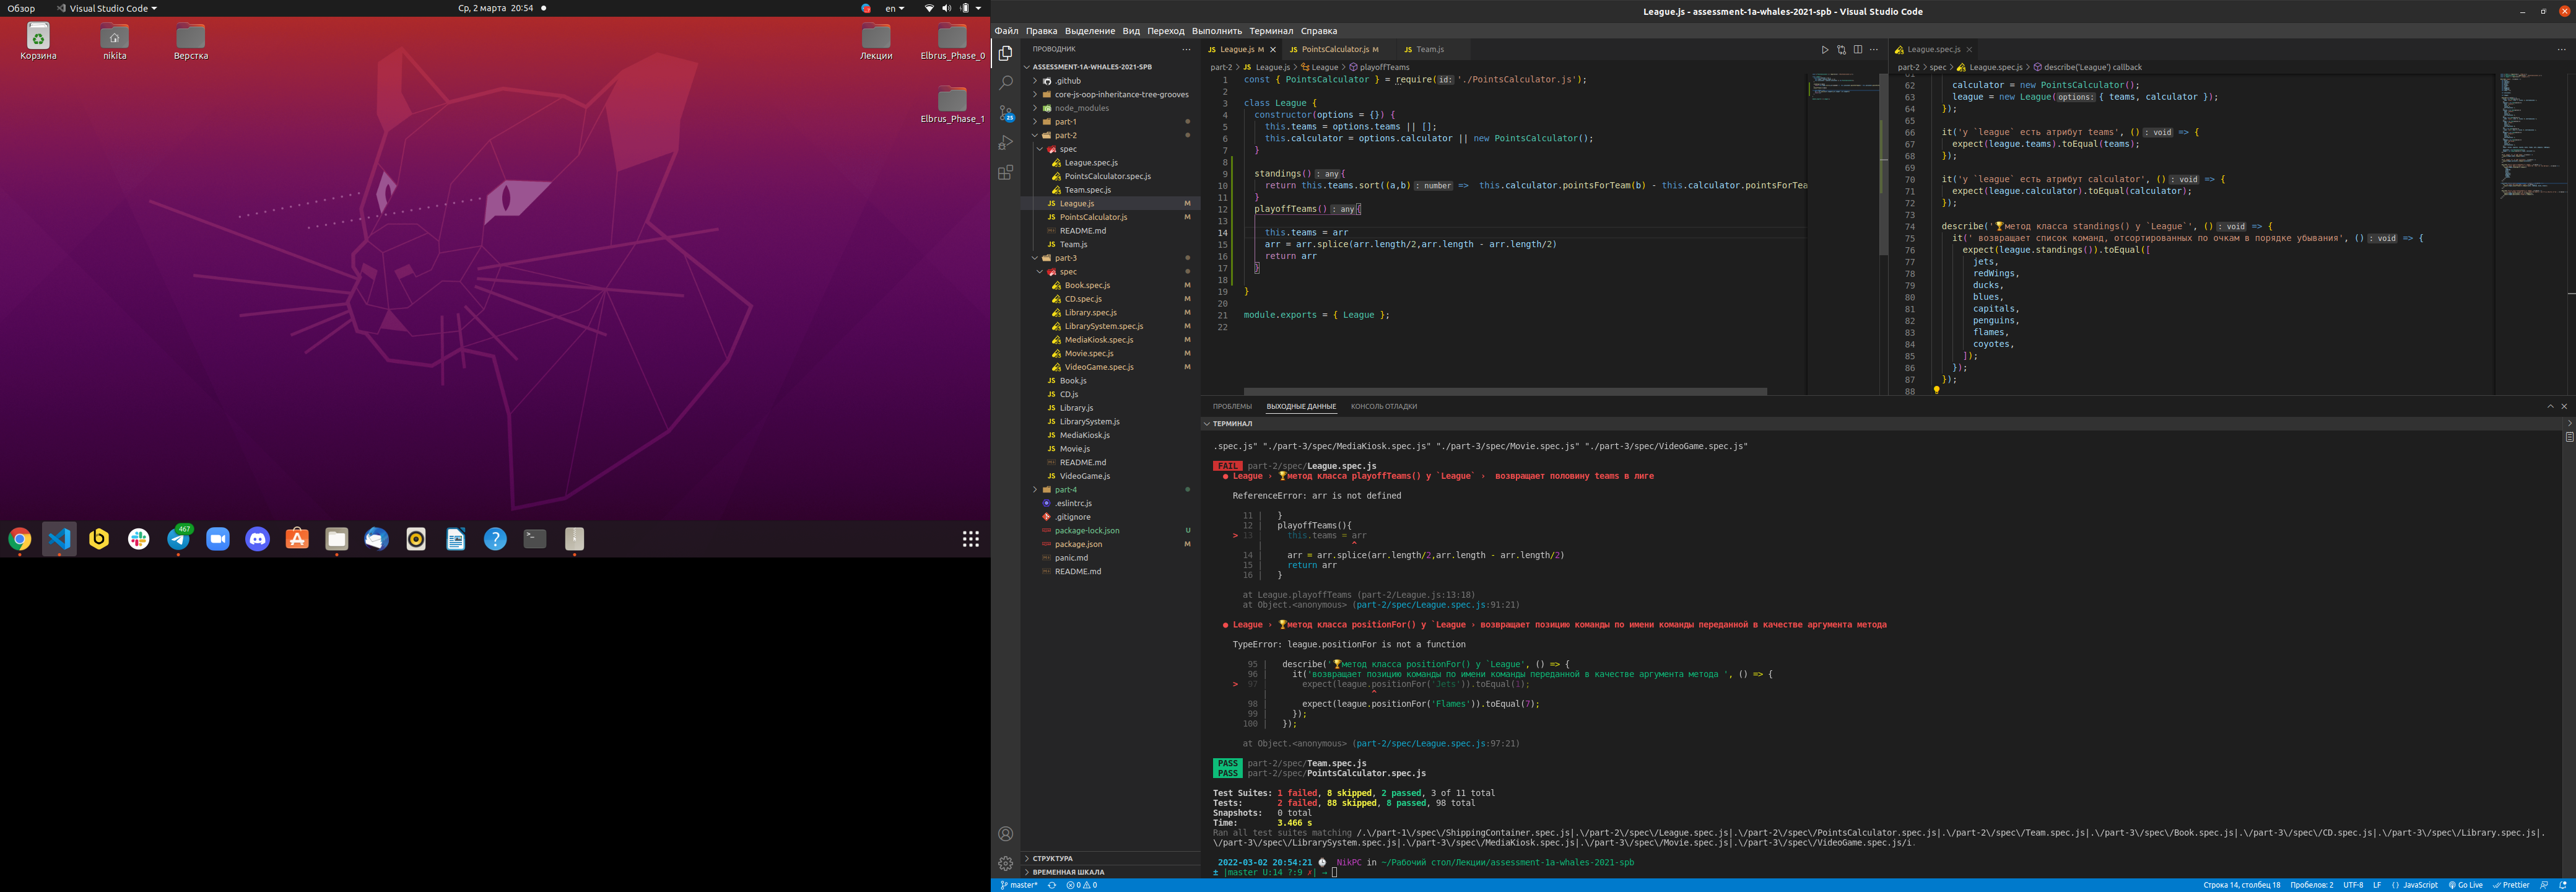 Обзор
Visual Studio Code
Ср, 2 марта 20:54
en
Корзина
nikita
Верстка
Лекции
Elbrus_Phase_0
Elbrus_Phase_1
467
League.js - assessment-1a-whales-2021-spb - Visual Studio Code
Файл Правка Выделение Вид Переход Выполнить Терминал Справка
ПРОВОДНИК
ASSESSMENT-1A-WHALES-2021-SPB
.github
core-js-oop-inheritance-tree-grooves
node_modules
part-1
part-2
spec
League.spec.js
PointsCalculator.spec.js
Team.spec.js
League.js M
PointsCalculator.js M
README.md
Team.js
part-3
spec
Book.spec.js M
CD.spec.js M
Library.spec.js M
LibrarySystem.spec.js M
MediaKiosk.spec.js M
Movie.spec.js M
VideoGame.spec.js M
Book.js
CD.js
Library.js
LibrarySystem.js
MediaKiosk.js
Movie.js
README.md
VideoGame.js
part-4
.eslintrc.js
.gitignore
package-lock.json U
package.json M
panic.md
README.md
СТРУКТУРА
ВРЕМЕННАЯ ШКАЛА
League.js M
PointsCalculator.js M
Team.js
part-2 > JS League.js > League > playoffTeams
1 const { PointsCalculator } = require(id: './PointsCalculator.js');
2
3 class League {
4 constructor(options = {}) {
5 this.teams = options.teams || [];
6 this.calculator = options.calculator || new PointsCalculator();
7 }
8
9 standings() : any {
10 return this.teams.sort((a,b) : number => this.calculator.pointsForTeam(b) - this.calculator.pointsForTea
11 }
12 playoffTeams() : any {
13
14 this.teams = arr
15 arr = arr.splice(arr.length/2,arr.length - arr.length/2)
16 return arr
17 }
18
19 }
20
21 module.exports = { League };
22
League.spec.js
part-2 > spec > League.spec.js > describe('League') callback
61
62 calculator = new PointsCalculator();
63 league = new League(options: { teams, calculator });
64 });
65
66 it('у `league` есть атрибут teams', () : void => {
67 expect(league.teams).toEqual(teams);
68 });
69
70 it('у `league` есть атрибут calculator', () : void => {
71 expect(league.calculator).toEqual(calculator);
72 });
73
74 describe('🏆метод класса standings() у `League`', () : void => {
75 it(' возвращает список команд, отсортированных по очкам в порядке убывания', () : void => {
76 expect(league.standings()).toEqual([
77 jets,
78 redWings,
79 ducks,
80 blues,
81 capitals,
82 penguins,
83 flames,
84 coyotes,
85 ]);
86 });
87 });
88
ПРОБЛЕМЫ ВЫХОДНЫЕ ДАННЫЕ КОНСОЛЬ ОТЛАДКИ
ТЕРМИНАЛ
.spec.js" "./part-3/spec/MediaKiosk.spec.js" "./part-3/spec/Movie.spec.js" "./part-3/spec/VideoGame.spec.js"
FAIL part-2/spec/League.spec.js
● League › 🏆метод класса playoffTeams() у `League` › возвращает половину teams в лиге
ReferenceError: arr is not defined
11 | }
12 | playoffTeams(){
> 13 | this.teams = arr
| ^
14 | arr = arr.splice(arr.length/2,arr.length - arr.length/2)
15 | return arr
16 | }
at League.playoffTeams (part-2/League.js:13:18)
at Object.<anonymous> (part-2/spec/League.spec.js:91:21)
● League › 🏆метод класса positionFor() у `League › возвращает позицию команды по имени команды переданной в качестве аргумента метода
TypeError: league.positionFor is not a function
95 | describe('🏆метод класса positionFor() у `League', () => {
96 | it('возвращает позицию команды по имени команды переданной в качестве аргумента метода ', () => {
> 97 | expect(league.positionFor('Jets')).toEqual(1);
| ^
98 | expect(league.positionFor('Flames')).toEqual(7);
99 | });
100 | });
at Object.<anonymous> (part-2/spec/League.spec.js:97:21)
PASS part-2/spec/Team.spec.js
PASS part-2/spec/PointsCalculator.spec.js
Test Suites: 1 failed, 8 skipped, 2 passed, 3 of 11 total
Tests: 2 failed, 88 skipped, 8 passed, 98 total
Snapshots: 0 total
Time: 3.466 s
Ran all test suites matching /.\/part-1\/spec\/ShippingContainer.spec.js|.\/part-2\/spec\/League.spec.js|.\/part-2\/spec\/PointsCalculator.spec.js|.\/part-2\/spec\/Team.spec.js|.\/part-3\/spec\/Book.spec.js|.\/part-3\/spec\/CD.spec.js|.\/part-3\/spec\/Library.spec.js|.
\/part-3\/spec\/LibrarySystem.spec.js|.\/part-3\/spec\/MediaKiosk.spec.js|.\/part-3\/spec\/Movie.spec.js|.\/part-3\/spec\/VideoGame.spec.js/i.
2022-03-02 20:54:21 NikPC in ~/Рабочий стол/Лекции/assessment-1a-whales-2021-spb
± |master U:14 ?:9 ✗| →
master* 0 0
Строка 14, столбец 18 Пробелов: 2 UTF-8 LF {} JavaScript Go Live Prettier